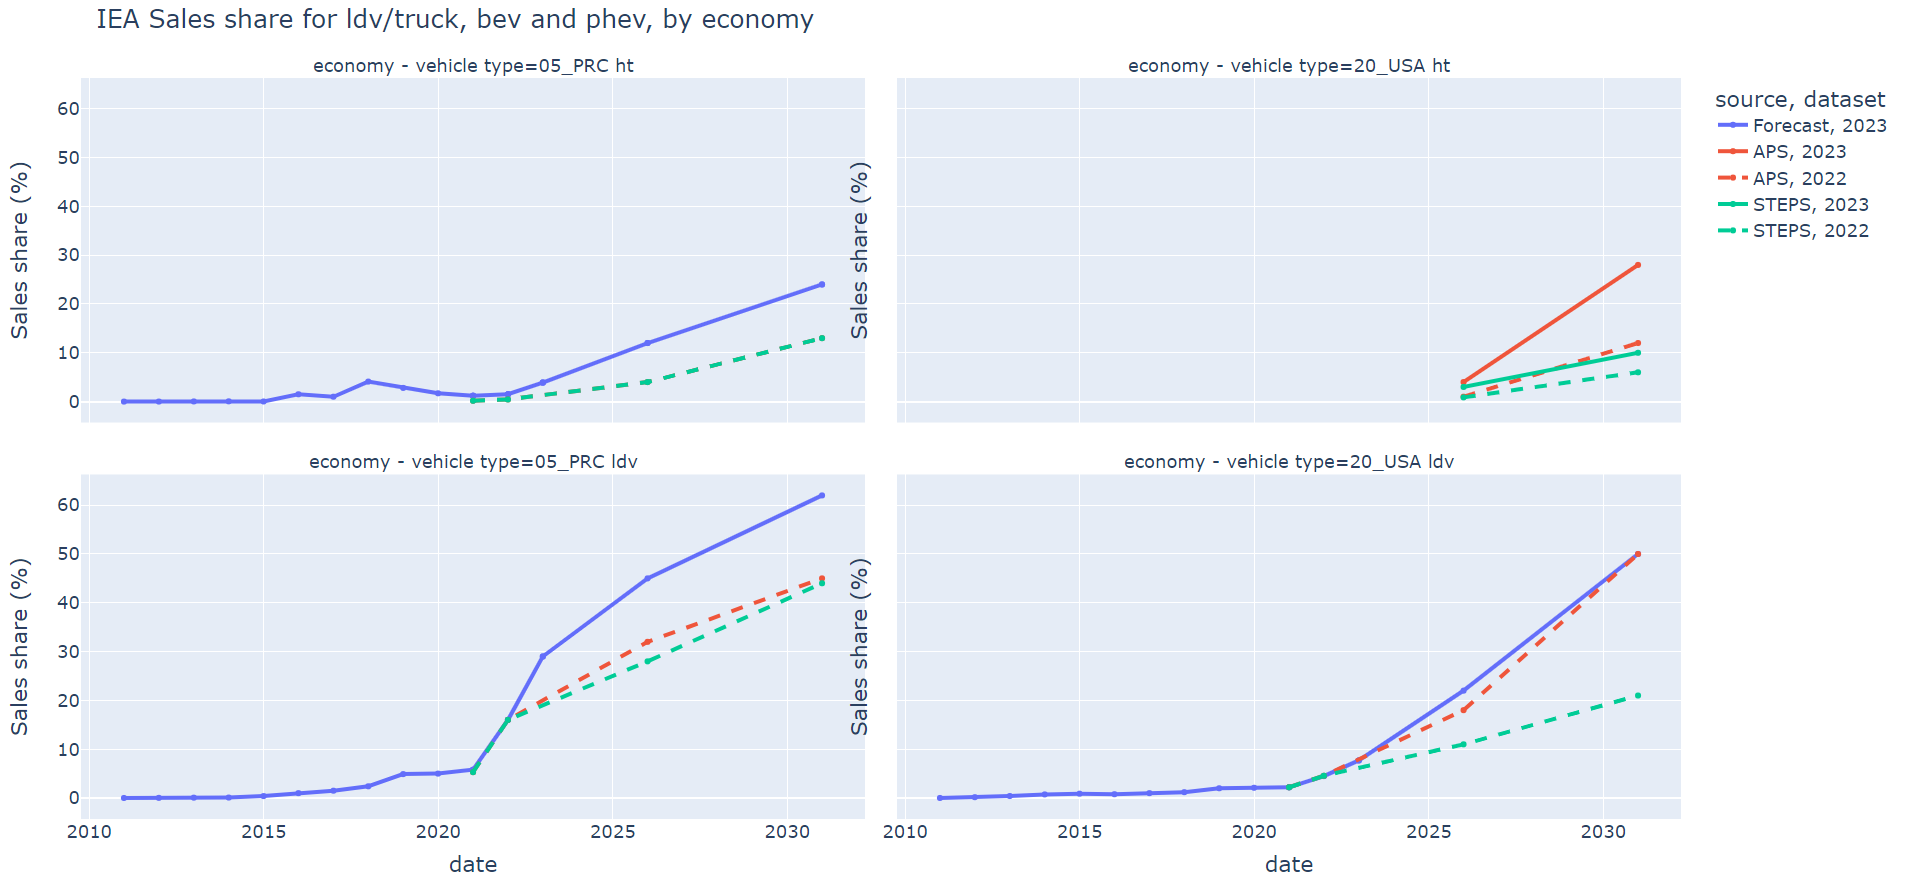 IEA Sales share for ldv/truck, bev and phev, by economy
economy - vehicle type=05_PRC ht
economy - vehicle type=20_USA ht
source, dataset
Forecast, 2023
APS, 2023
APS, 2022
STEPS, 2023
STEPS, 2022
60
50
40
30
20
10
0
Sales share (%)
Sales share (%)
economy - vehicle type=05_PRC ldv
economy - vehicle type=20_USA ldv
60
50
40
30
20
10
0
Sales share (%)
Sales share (%)
2010 2015 2020 2025 2030
2010 2015 2020 2025 2030
date
date